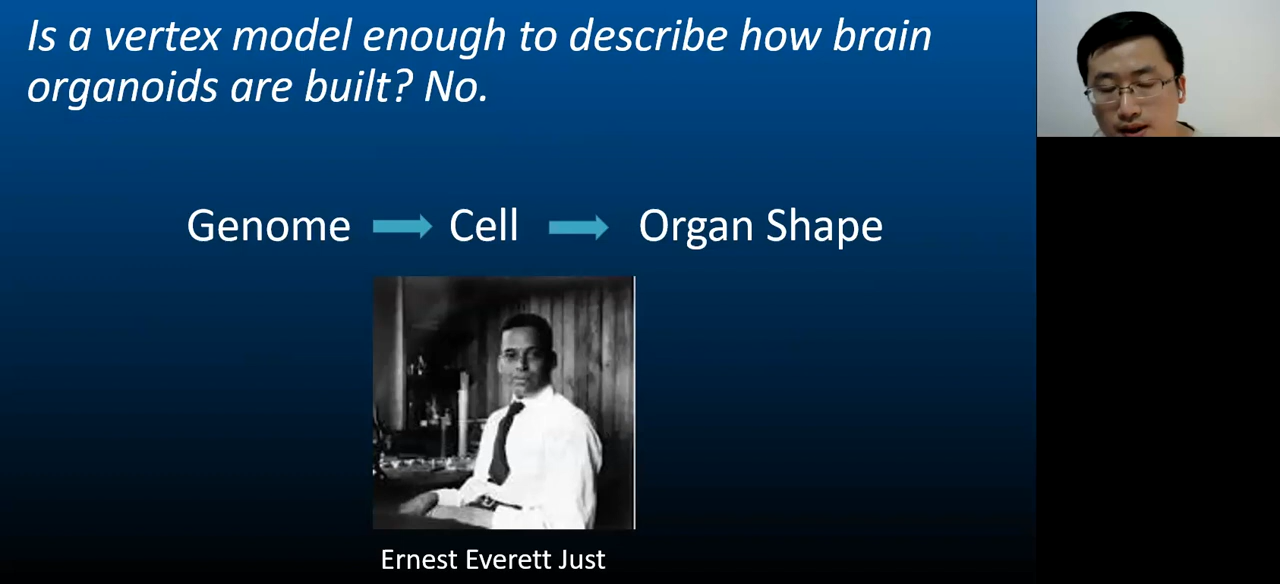 Is a vertex model enough to describe how brain
organoids are built? No.
Genome Cell Organ Shape
Ernest Everett Just